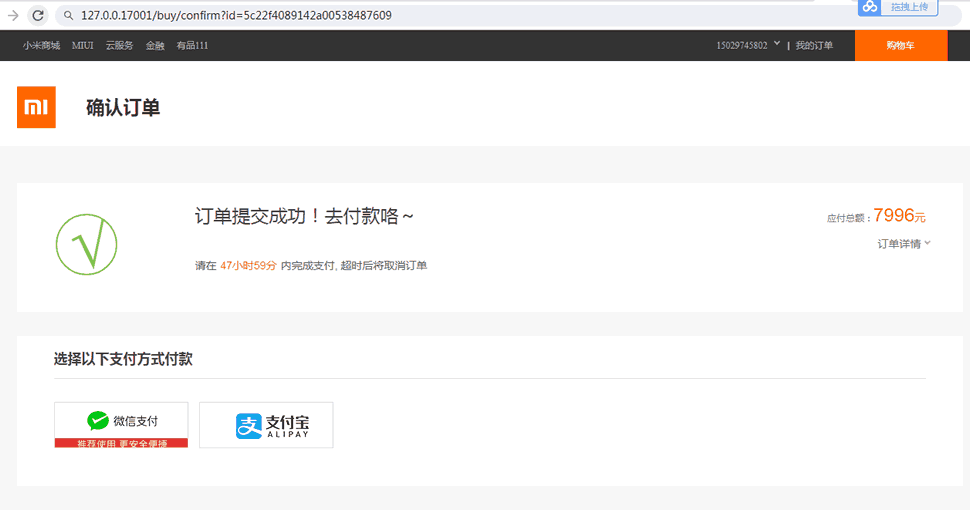 127.0.0.17001/buy/confirm?id=5c22f4089142a00538487609
拖拽上传
小米商城 MIUI 云服务 金融 有品111 15029745802 | 我的订单 购物车
确认订单
订单提交成功！去付款咯～ 应付总额：7996元
订单详情
请在 47小时59分 内完成支付, 超时后将取消订单
选择以下支付方式付款
微信支付 支付宝
ALIPAY
推荐使用 更安全便捷